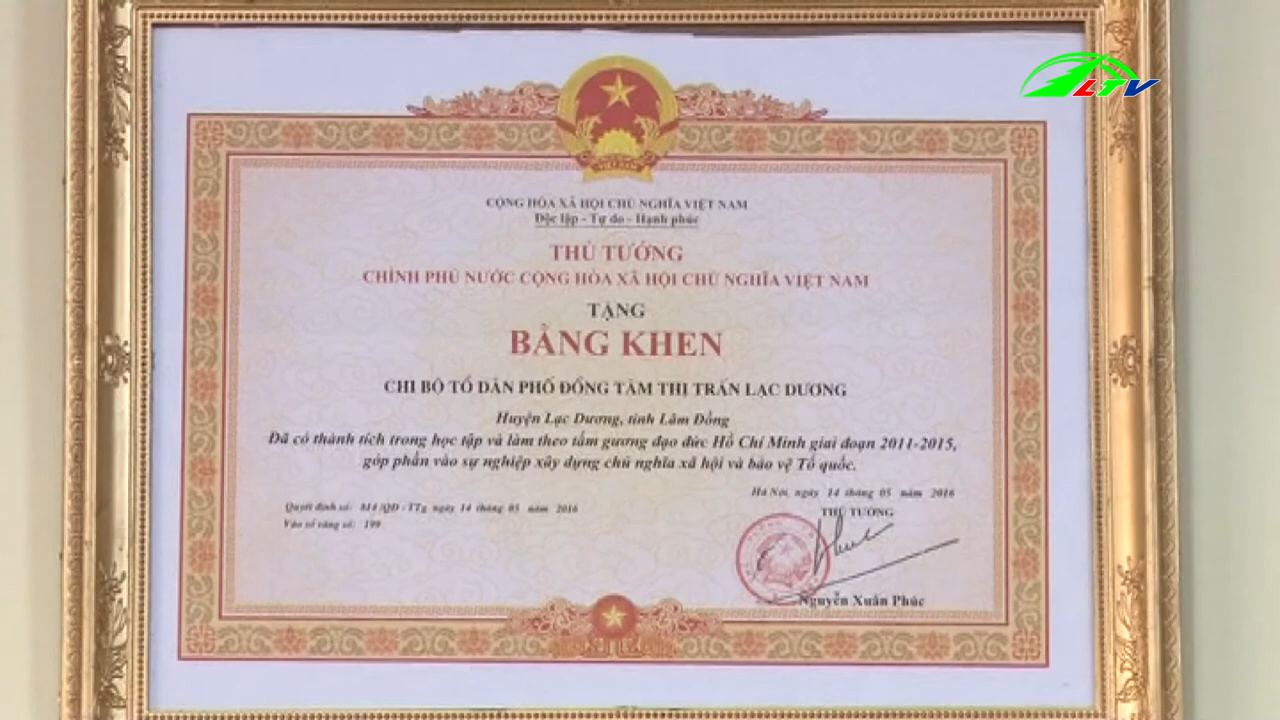 LTV
VIỆT NAM
CỘNG HÒA XÃ HỘI CHỦ NGHĨA VIỆT NAM
Độc lập - Tự do - Hạnh phúc
THỦ TƯỚNG
CHÍNH PHỦ NƯỚC CỘNG HÒA XÃ HỘI CHỦ NGHĨA VIỆT NAM
TẶNG
BẰNG KHEN
CHI BỘ TỔ DÂN PHỐ ĐỒNG TÂM THỊ TRẤN LẠC DƯƠNG
Huyện Lạc Dương, tỉnh Lâm Đồng
Đã có thành tích trong học tập và làm theo tấm gương đạo đức Hồ Chí Minh giai đoạn 2011-2015,
góp phần vào sự nghiệp xây dựng chủ nghĩa xã hội và bảo vệ Tổ quốc.
Hà Nội, ngày 14 tháng 05 năm 2016
Quyết định số: 814/QĐ-TTg ngày 14 tháng 05 năm 2016
Vào sổ vàng số: 199
THỦ TƯỚNG
Nguyễn Xuân Phúc